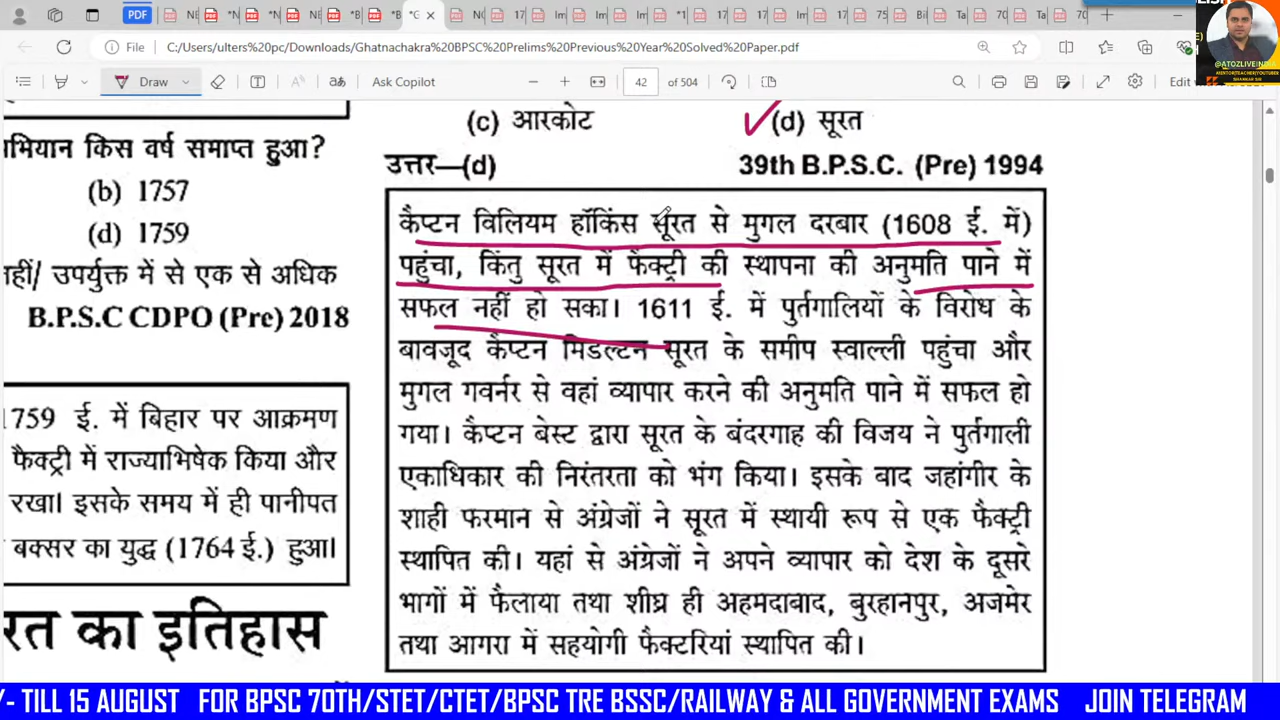 PDF
File
C:/Users/ulters%20pc/Downloads/Ghatnachakra%20BPSC%20Prelims%20Previous%20Year%20Solved%20Paper.pdf
Draw
Ask Copilot
42 of 504
Edit
@ATOZLIVEINDIA
(c) आरकोट
(d) सूरत
उत्तर—(d)
39th B.P.S.C. (Pre) 1994
कैप्टन विलियम हॉकिंस सूरत से मुगल दरबार (1608 ई. में)
पहुंचा, किंतु सूरत में फैक्ट्री की स्थापना की अनुमति पाने में
सफल नहीं हो सका। 1611 ई. में पुर्तगालियों के विरोध के
बावजूद कैप्टन मिडल्टन सूरत के समीप स्वाल्ली पहुंचा और
मुगल गवर्नर से वहां व्यापार करने की अनुमति पाने में सफल हो
गया। कैप्टन बेस्ट द्वारा सूरत के बंदरगाह की विजय ने पुर्तगाली
एकाधिकार की निरंतरता को भंग किया। इसके बाद जहांगीर के
शाही फरमान से अंग्रेजों ने सूरत में स्थायी रूप से एक फैक्ट्री
स्थापित की। यहां से अंग्रेजों ने अपने व्यापार को देश के दूसरे
भागों में फैलाया तथा शीघ्र ही अहमदाबाद, बुरहानपुर, अजमेर
तथा आगरा में सहयोगी फैक्टरियां स्थापित की।
भियान किस वर्ष समाप्त हुआ?
(b) 1757
(d) 1759
नहीं/ उपर्युक्त में से एक से अधिक
B.P.S.C CDPO (Pre) 2018
1759 ई. में बिहार पर आक्रमण
फैक्ट्री में राज्याभिषेक किया और
रखा। इसके समय में ही पानीपत
बक्सर का युद्ध (1764 ई.) हुआ।
रत का इतिहास
/- TILL 15 AUGUST FOR BPSC 70TH/STET/CTET/BPSC TRE BSSC/RAILWAY & ALL GOVERNMENT EXAMS JOIN TELEGRAM